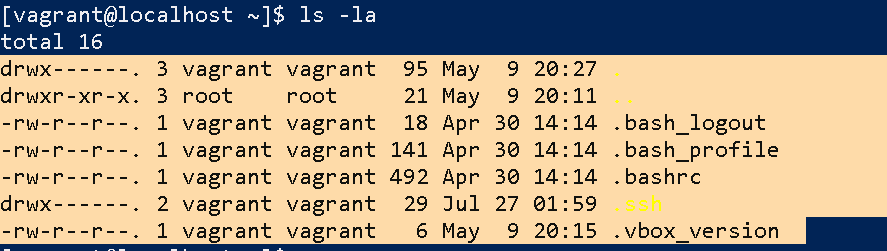 [vagrant@localhost ~]$ ls -la
total 16
drwx------. 3 vagrant vagrant  95 May  9 20:27 .
drwxr-xr-x. 3 root    root     21 May  9 20:11 ..
-rw-r--r--. 1 vagrant vagrant  18 Apr 30 14:14 .bash_logout
-rw-r--r--. 1 vagrant vagrant 141 Apr 30 14:14 .bash_profile
-rw-r--r--. 1 vagrant vagrant 492 Apr 30 14:14 .bashrc
drwx------. 2 vagrant vagrant  29 Jul 27 01:59 .ssh
-rw-r--r--. 1 vagrant vagrant   6 May  9 20:15 .vbox_version